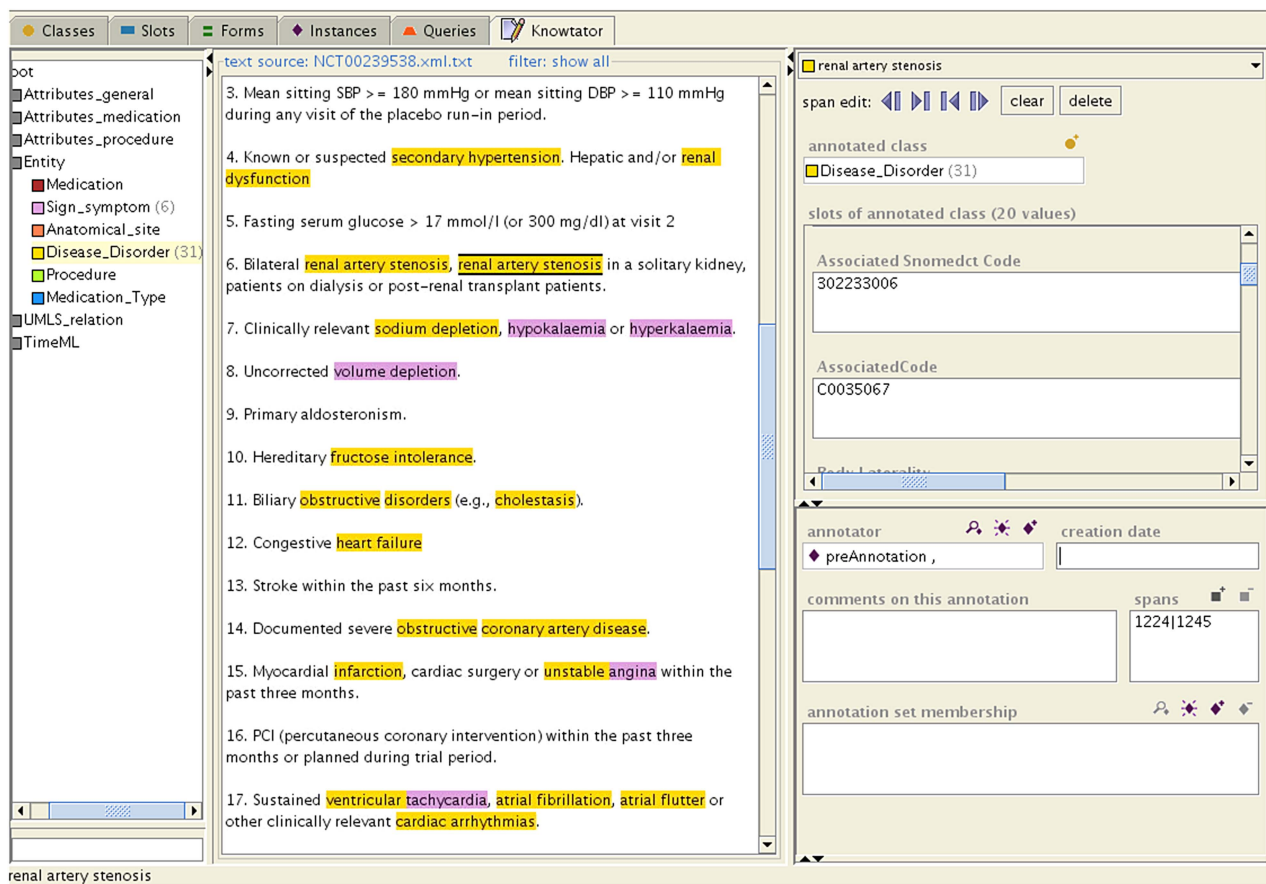 Classes Slots Forms Instances Queries Knowtator
oot
Attributes_general
Attributes_medication
Attributes_procedure
Entity
Medication
Sign_symptom (6)
Anatomical_site
Disease_Disorder (31)
Procedure
Medication_Type
UMLS_relation
TimeML
text source: NCT00239538.xml.txt filter: show all
3. Mean sitting SBP >= 180 mmHg or mean sitting DBP >= 110 mmHg
during any visit of the placebo run-in period.
4. Known or suspected secondary hypertension. Hepatic and/or renal
dysfunction
5. Fasting serum glucose > 17 mmol/l (or 300 mg/dl) at visit 2
6. Bilateral renal artery stenosis, renal artery stenosis in a solitary kidney,
patients on dialysis or post-renal transplant patients.
7. Clinically relevant sodium depletion, hypokalaemia or hyperkalaemia.
8. Uncorrected volume depletion.
9. Primary aldosteronism.
10. Hereditary fructose intolerance.
11. Biliary obstructive disorders (e.g., cholestasis).
12. Congestive heart failure
13. Stroke within the past six months.
14. Documented severe obstructive coronary artery disease.
15. Myocardial infarction, cardiac surgery or unstable angina within the
past three months.
16. PCI (percutaneous coronary intervention) within the past three
months or planned during trial period.
17. Sustained ventricular tachycardia, atrial fibrillation, atrial flutter or
other clinically relevant cardiac arrhythmias.
renal artery stenosis
span edit: clear delete
annotated class
Disease_Disorder (31)
slots of annotated class (20 values)
Associated Snomedct Code
302233006
AssociatedCode
C0035067
Body Laterality
annotator creation date
preAnnotation ,
comments on this annotation spans
1224|1245
annotation set membership
renal artery stenosis